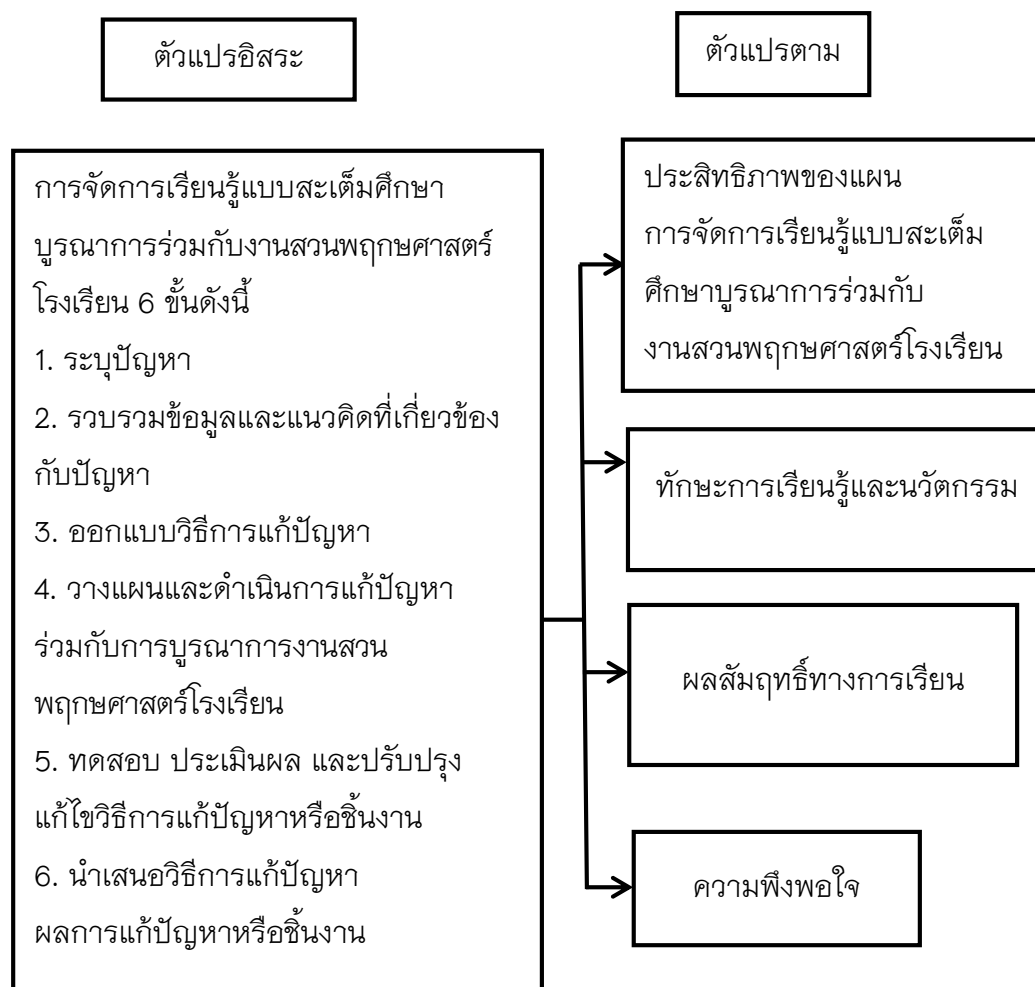 ตัวแปรอิสระ
ตัวแปรตาม
การจัดการเรียนรู้แบบสะเต็มศึกษา
บูรณาการร่วมกับงานสวนพฤกษศาสตร์
โรงเรียน 6 ขั้นดังนี้
1. ระบุปัญหา
2. รวบรวมข้อมูลและแนวคิดที่เกี่ยวข้อง
กับปัญหา
3. ออกแบบวิธีการแก้ปัญหา
4. วางแผนและดำเนินการแก้ปัญหา
ร่วมกับการบูรณาการงานสวน
พฤกษศาสตร์โรงเรียน
5. ทดสอบ ประเมินผล และปรับปรุง
แก้ไขวิธีการแก้ปัญหาหรือชิ้นงาน
6. นำเสนอวิธีการแก้ปัญหา
ผลการแก้ปัญหาหรือชิ้นงาน
ประสิทธิภาพของแผน
การจัดการเรียนรู้แบบสะเต็ม
ศึกษาบูรณาการร่วมกับ
งานสวนพฤกษศาสตร์โรงเรียน
ทักษะการเรียนรู้และนวัตกรรม
ผลสัมฤทธิ์ทางการเรียน
ความพึงพอใจ